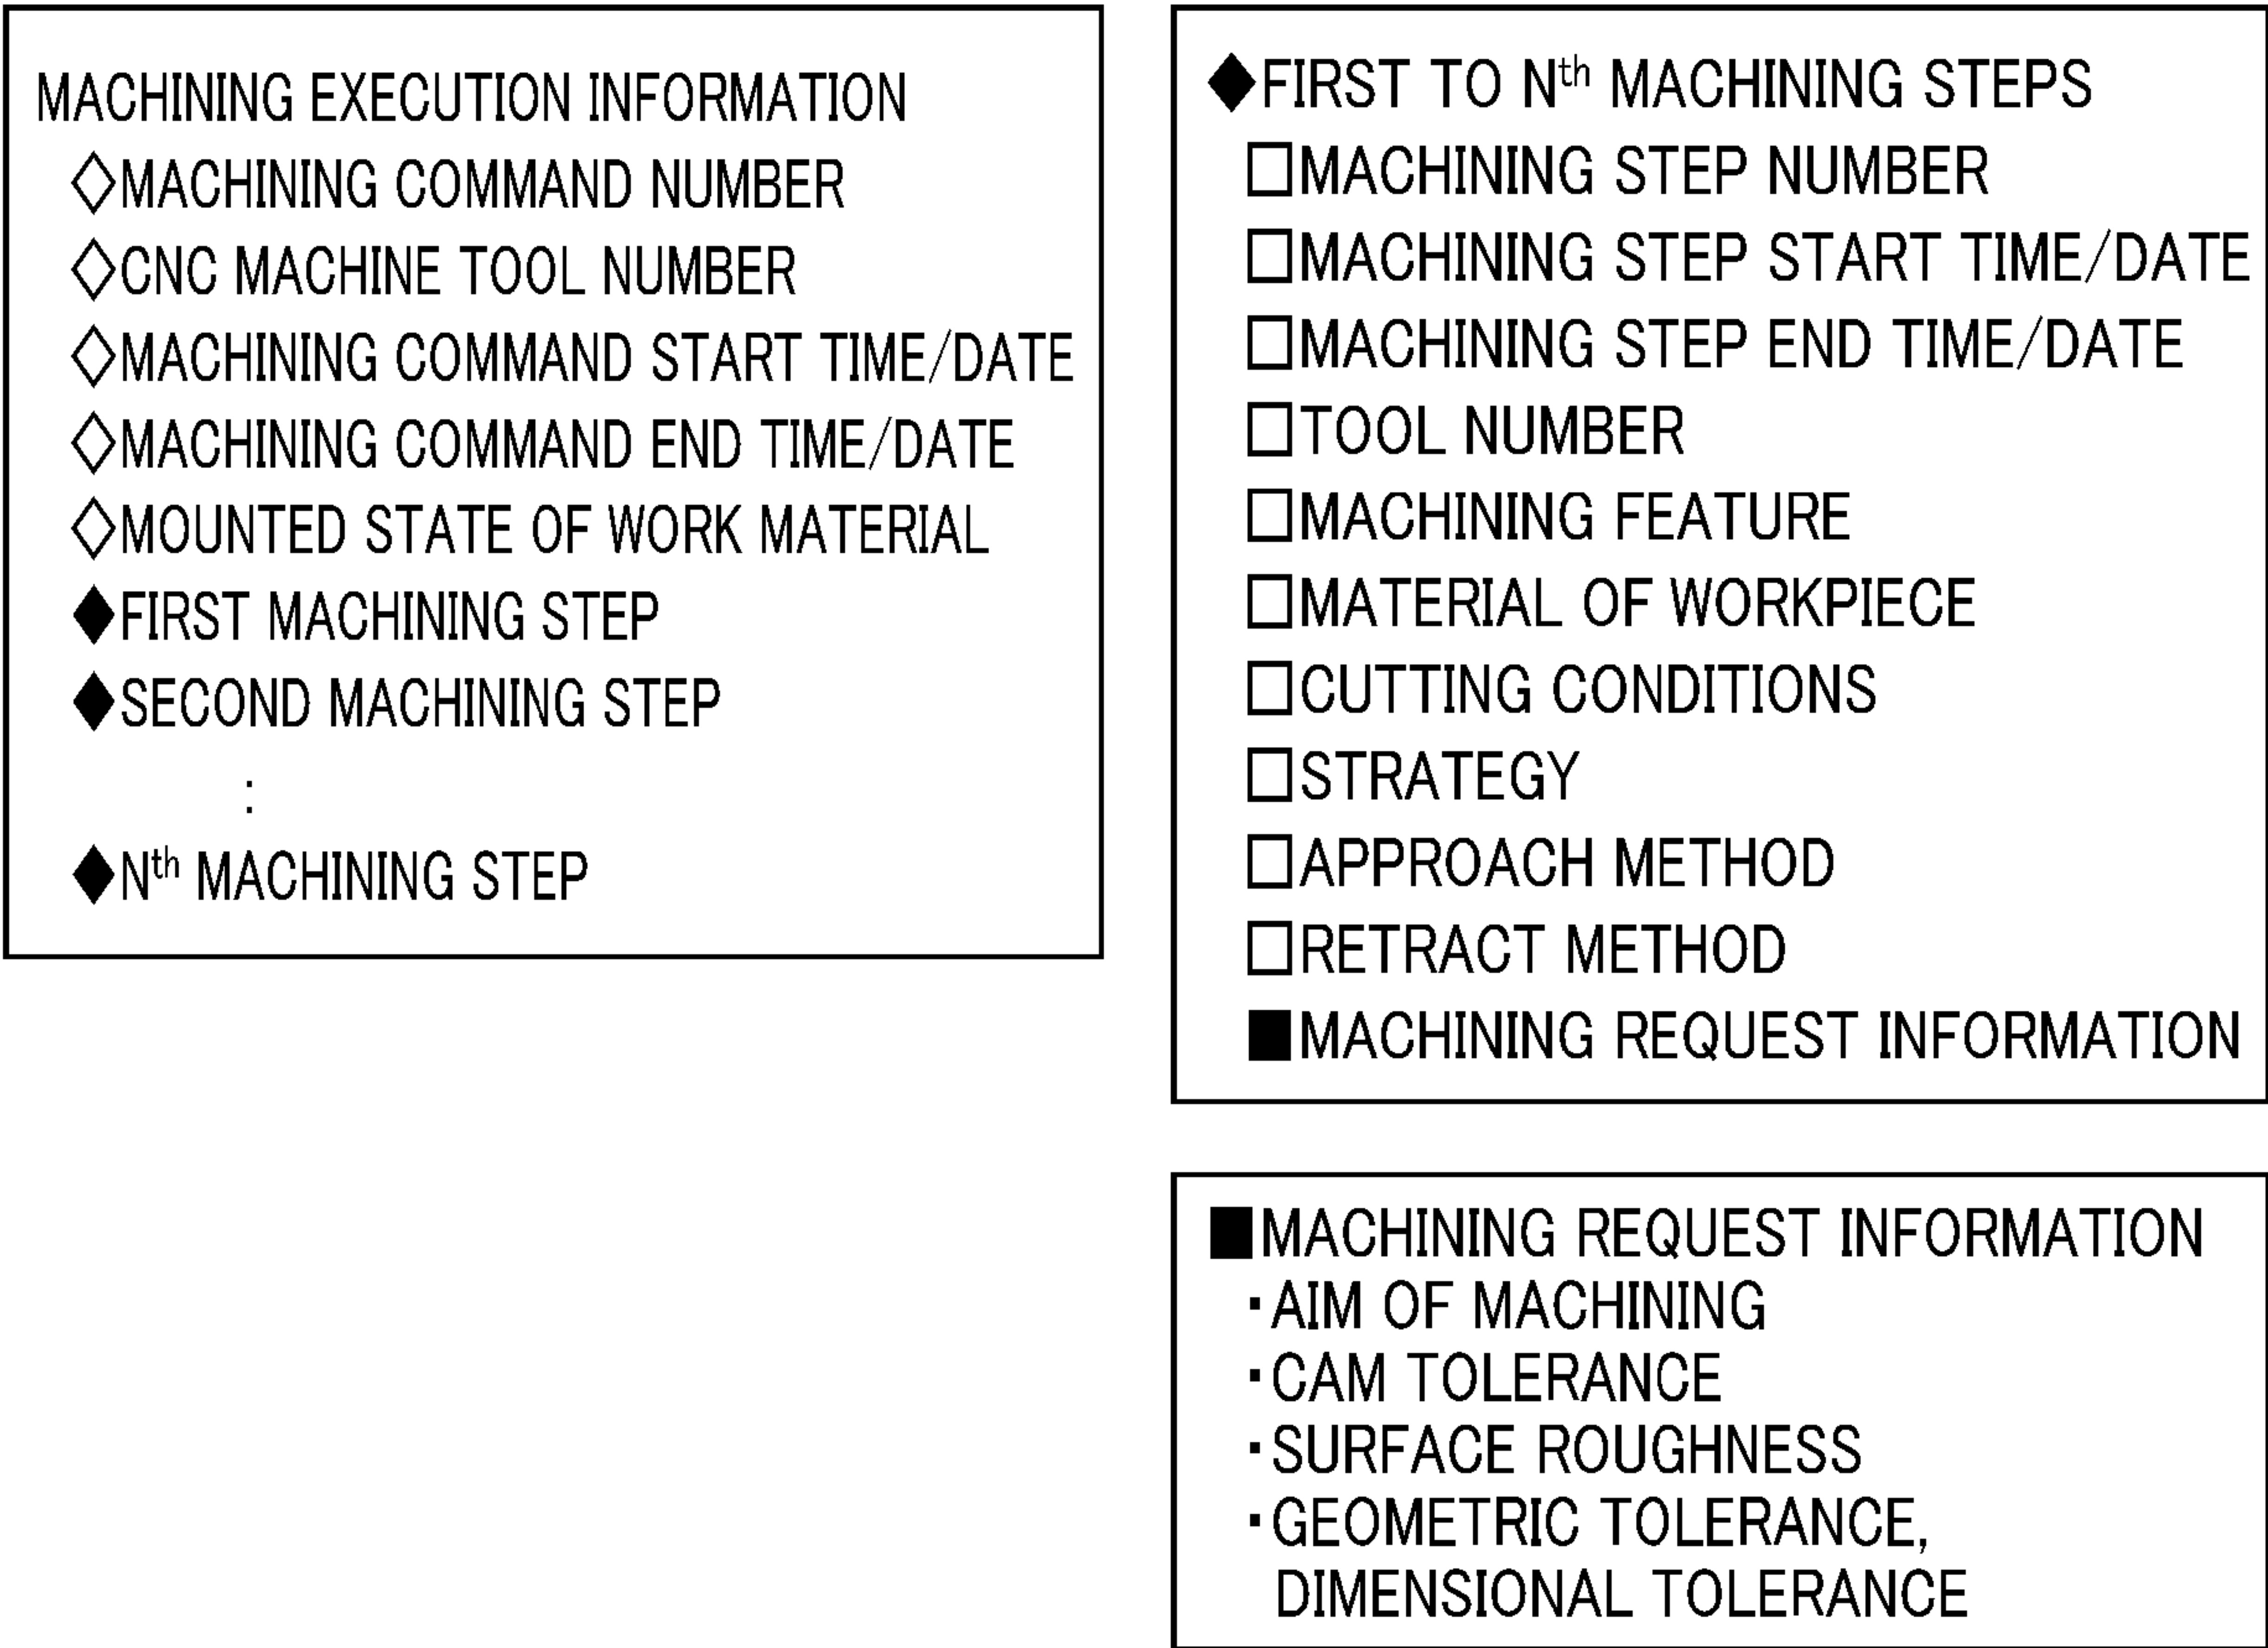 MACHINING EXECUTION INFORMATION
◇MACHINING COMMAND NUMBER
◇CNC MACHINE TOOL NUMBER
◇MACHINING COMMAND START TIME/DATE
◇MACHINING COMMAND END TIME/DATE
◇MOUNTED STATE OF WORK MATERIAL
◆FIRST MACHINING STEP
◆SECOND MACHINING STEP
:
◆Nth MACHINING STEP
◆FIRST TO Nth MACHINING STEPS
□MACHINING STEP NUMBER
□MACHINING STEP START TIME/DATE
□MACHINING STEP END TIME/DATE
□TOOL NUMBER
□MACHINING FEATURE
□MATERIAL OF WORKPIECE
□CUTTING CONDITIONS
□STRATEGY
□APPROACH METHOD
□RETRACT METHOD
■MACHINING REQUEST INFORMATION
■MACHINING REQUEST INFORMATION
・AIM OF MACHINING
・CAM TOLERANCE
・SURFACE ROUGHNESS
・GEOMETRIC TOLERANCE,
DIMENSIONAL TOLERANCE